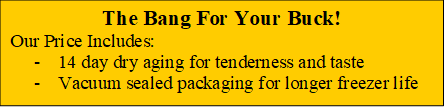 The Bang For Your Buck!
Our Price Includes:
- 14 day dry aging for tenderness and taste
- Vacuum sealed packaging for longer freezer life